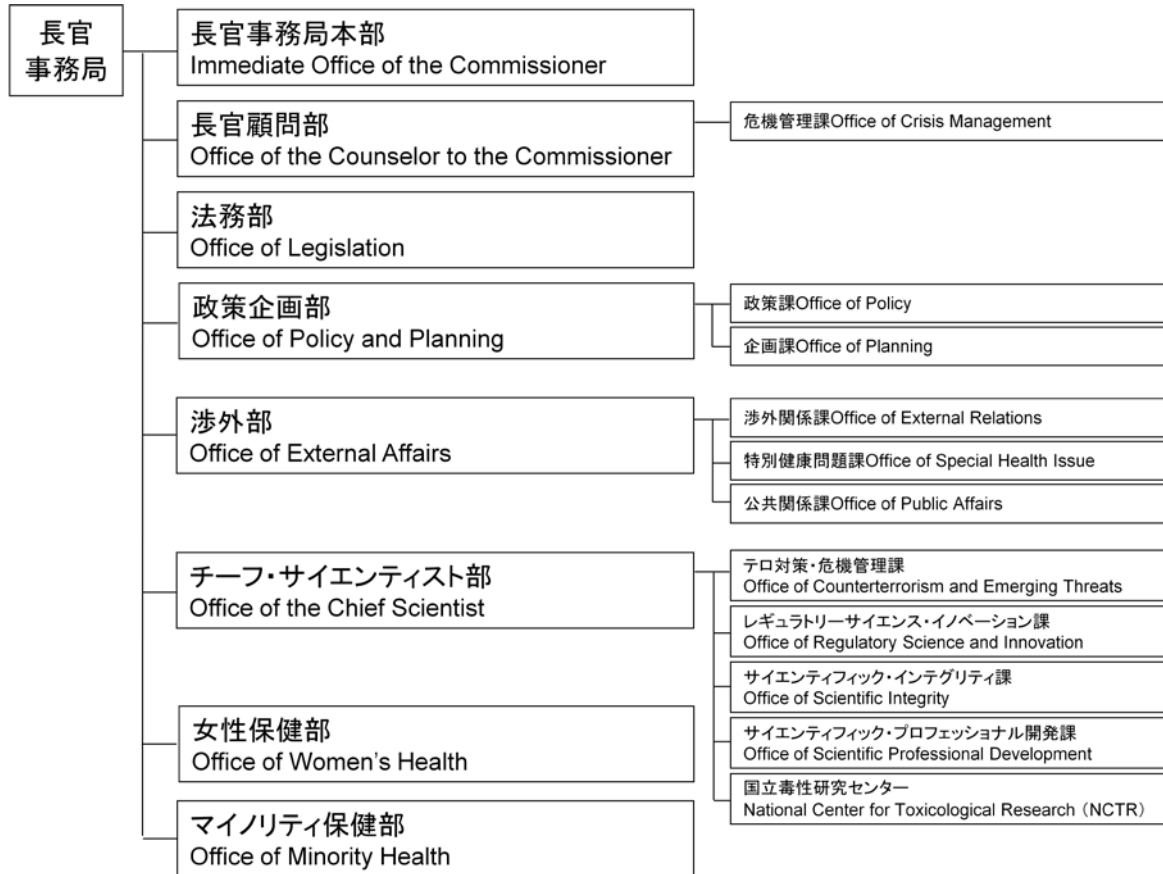 長官
事務局
長官事務局本部
Immediate Office of the Commissioner
長官顧問部
Office of the Counselor to the Commissioner
危機管理課Office of Crisis Management
法務部
Office of Legislation
政策企画部
Office of Policy and Planning
政策課Office of Policy
企画課Office of Planning
渉外部
Office of External Affairs
渉外関係課Office of External Relations
特別健康問題課Office of Special Health Issue
公共関係課Office of Public Affairs
チーフ・サイエンティスト部
Office of the Chief Scientist
テロ対策・危機管理課
Office of Counterterrorism and Emerging Threats
レギュラトリーサイエンス・イノベーション課
Office of Regulatory Science and Innovation
サイエンティフィック・インテグリティ課
Office of Scientific Integrity
サイエンティフィック・プロフェッショナル開発課
Office of Scientific Professional Development
国立毒性研究センター
National Center for Toxicological Research（NCTR）
女性保健部
Office of Women's Health
マイノリティ保健部
Office of Minority Health